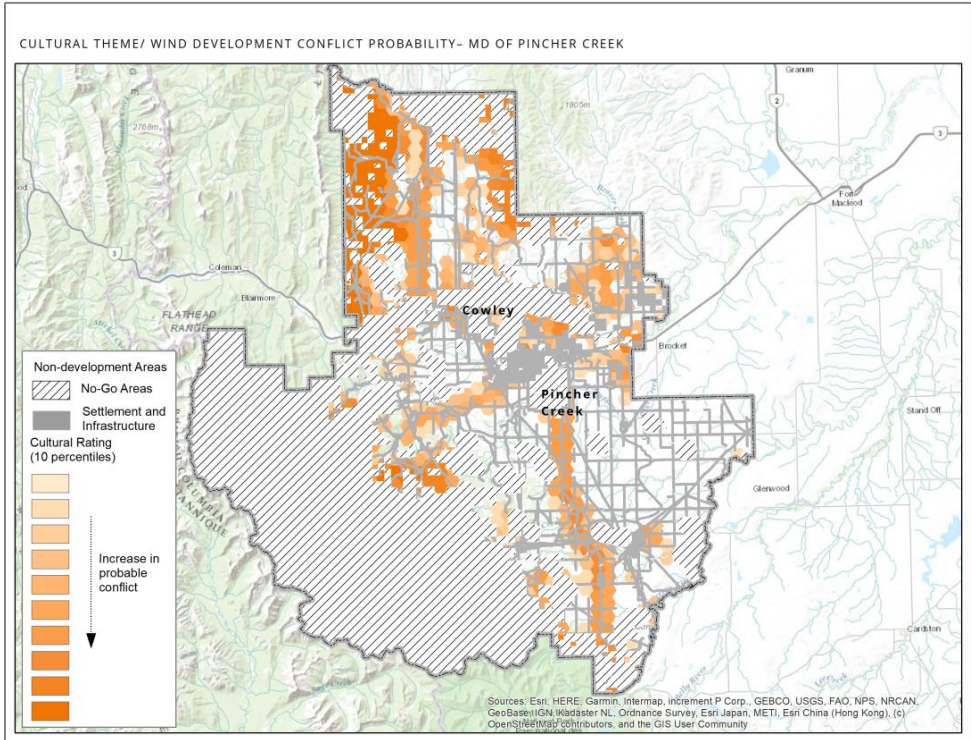 CULTURAL THEME/ WIND DEVELOPMENT CONFLICT PROBABILITY– MD OF PINCHER CREEK
Granum
1805m
2
3
2768m
Fort
Macleod
3
Coleman
Blairmore
FLATHEAD
RANGE
Cowley
Brocket
Pincher
Creek
Stand Off
Glenwood
Cardston
Non-development Areas
No-Go Areas
Settlement and
Infrastructure
Cultural Rating
(10 percentiles)
Increase in
probable
conflict
Sources: Esri, HERE, Garmin, Intermap, increment P Corp., GEBCO, USGS, FAO, NPS, NRCAN,
GeoBase, IGN, Kadaster NL, Ordnance Survey, Esri Japan, METI, Esri China (Hong Kong), (c)
OpenStreetMap contributors, and the GIS User Community